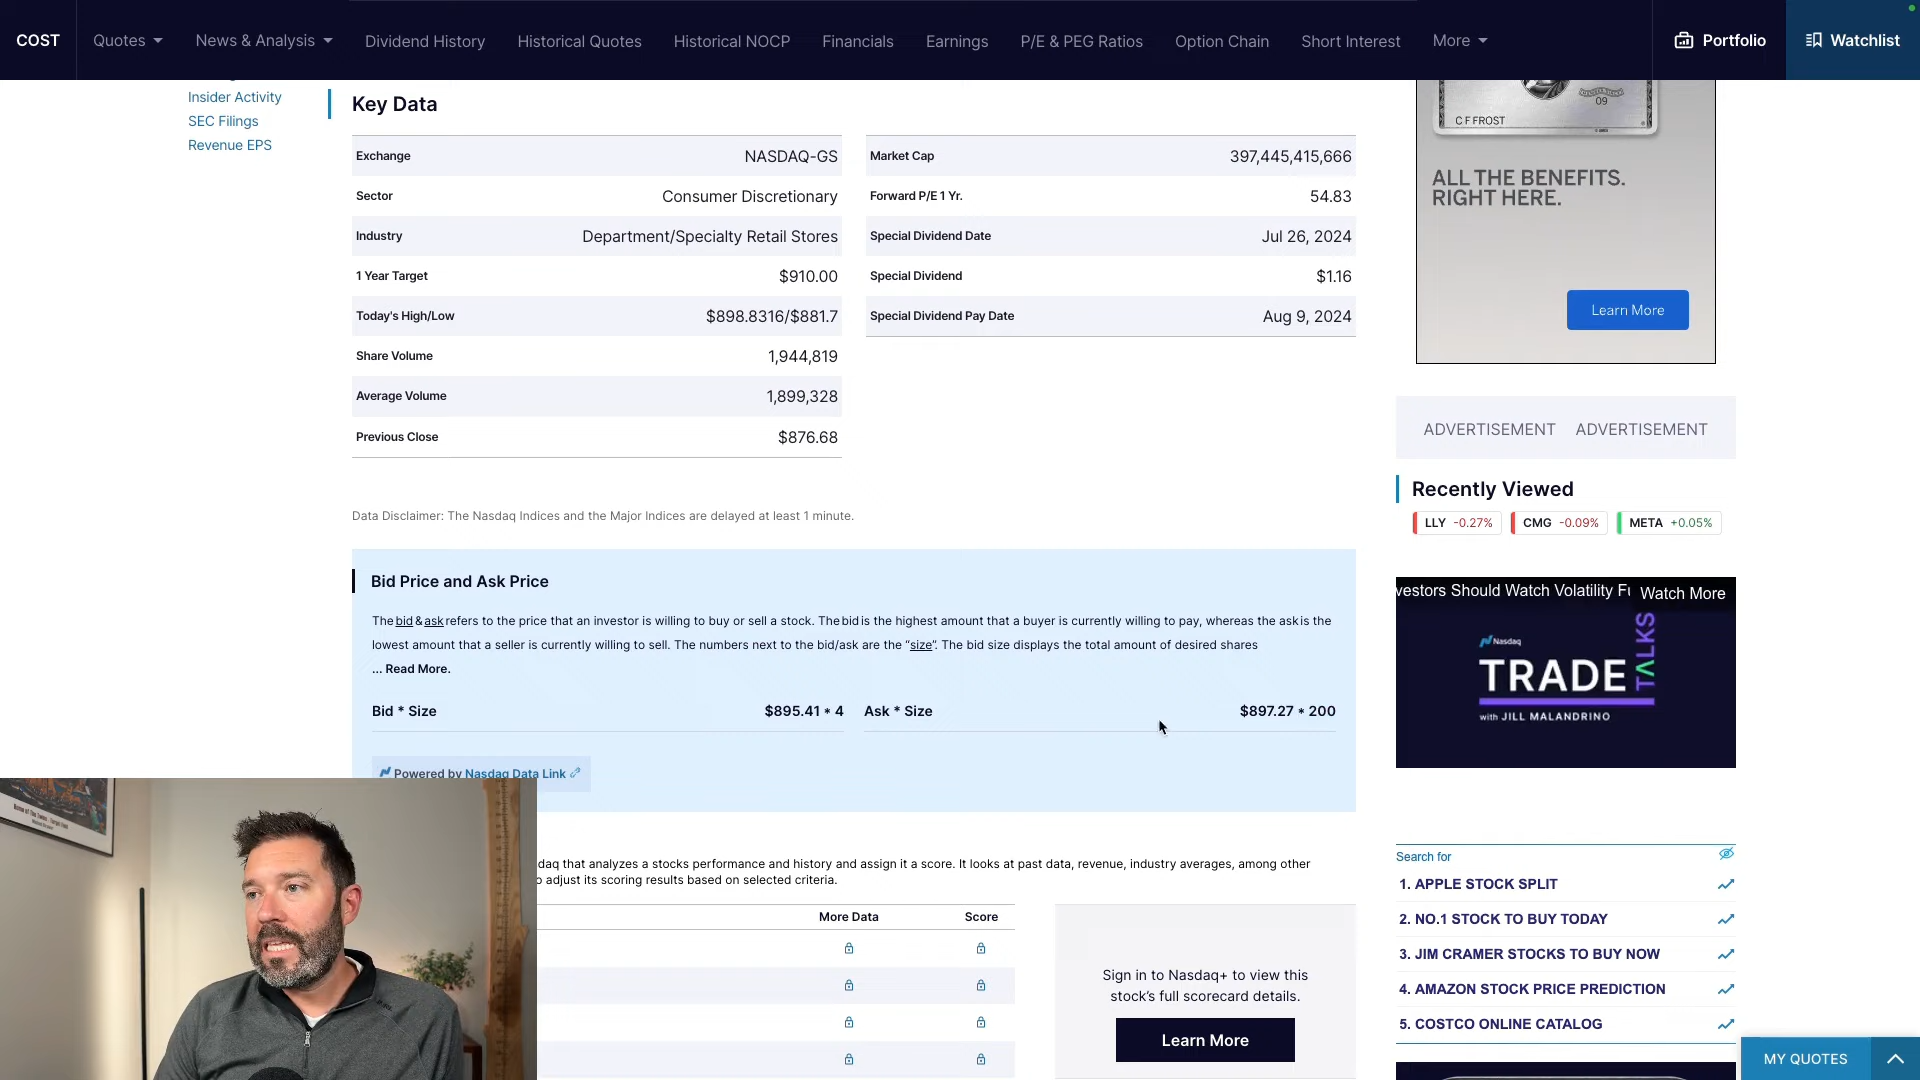 COST
Quotes
News & Analysis
Dividend History
Historical Quotes
Historical NOCP
Financials
Earnings
P/E & PEG Ratios
Option Chain
Short Interest
More
Portfolio
Watchlist
Insider Activity
SEC Filings
Revenue EPS
Key Data
Exchange NASDAQ-GS
Sector Consumer Discretionary
Industry Department/Specialty Retail Stores
1 Year Target $910.00
Today's High/Low $898.8316/$881.7
Share Volume 1,944,819
Average Volume 1,899,328
Previous Close $876.68
Market Cap 397,445,415,666
Forward P/E 1 Yr. 54.83
Special Dividend Date Jul 26, 2024
Special Dividend $1.16
Special Dividend Pay Date Aug 9, 2024
Data Disclaimer: The Nasdaq Indices and the Major Indices are delayed at least 1 minute.
Bid Price and Ask Price
The bid & ask refers to the price that an investor is willing to buy or sell a stock. The bid is the highest amount that a buyer is currently willing to pay, whereas the ask is the
lowest amount that a seller is currently willing to sell. The numbers next to the bid/ask are the “size”. The bid size displays the total amount of desired shares
... Read More.
Bid * Size $895.41 * 4 Ask * Size $897.27 * 200
Powered by Nasdaq Data Link
daq that analyzes a stocks performance and history and assign it a score. It looks at past data, revenue, industry averages, among other
o adjust its scoring results based on selected criteria.
More Data Score
Sign in to Nasdaq+ to view this
stock’s full scorecard details.
Learn More
09
C F FROST
ALL THE BENEFITS.
RIGHT HERE.
Learn More
ADVERTISEMENT ADVERTISEMENT
Recently Viewed
LLY -0.27% CMG -0.09% META +0.05%
vestors Should Watch Volatility Fu Watch More
Nasdaq
TRADE
TALKS
with JILL MALANDRINO
Search for
1. APPLE STOCK SPLIT
2. NO.1 STOCK TO BUY TODAY
3. JIM CRAMER STOCKS TO BUY NOW
4. AMAZON STOCK PRICE PREDICTION
5. COSTCO ONLINE CATALOG
MY QUOTES